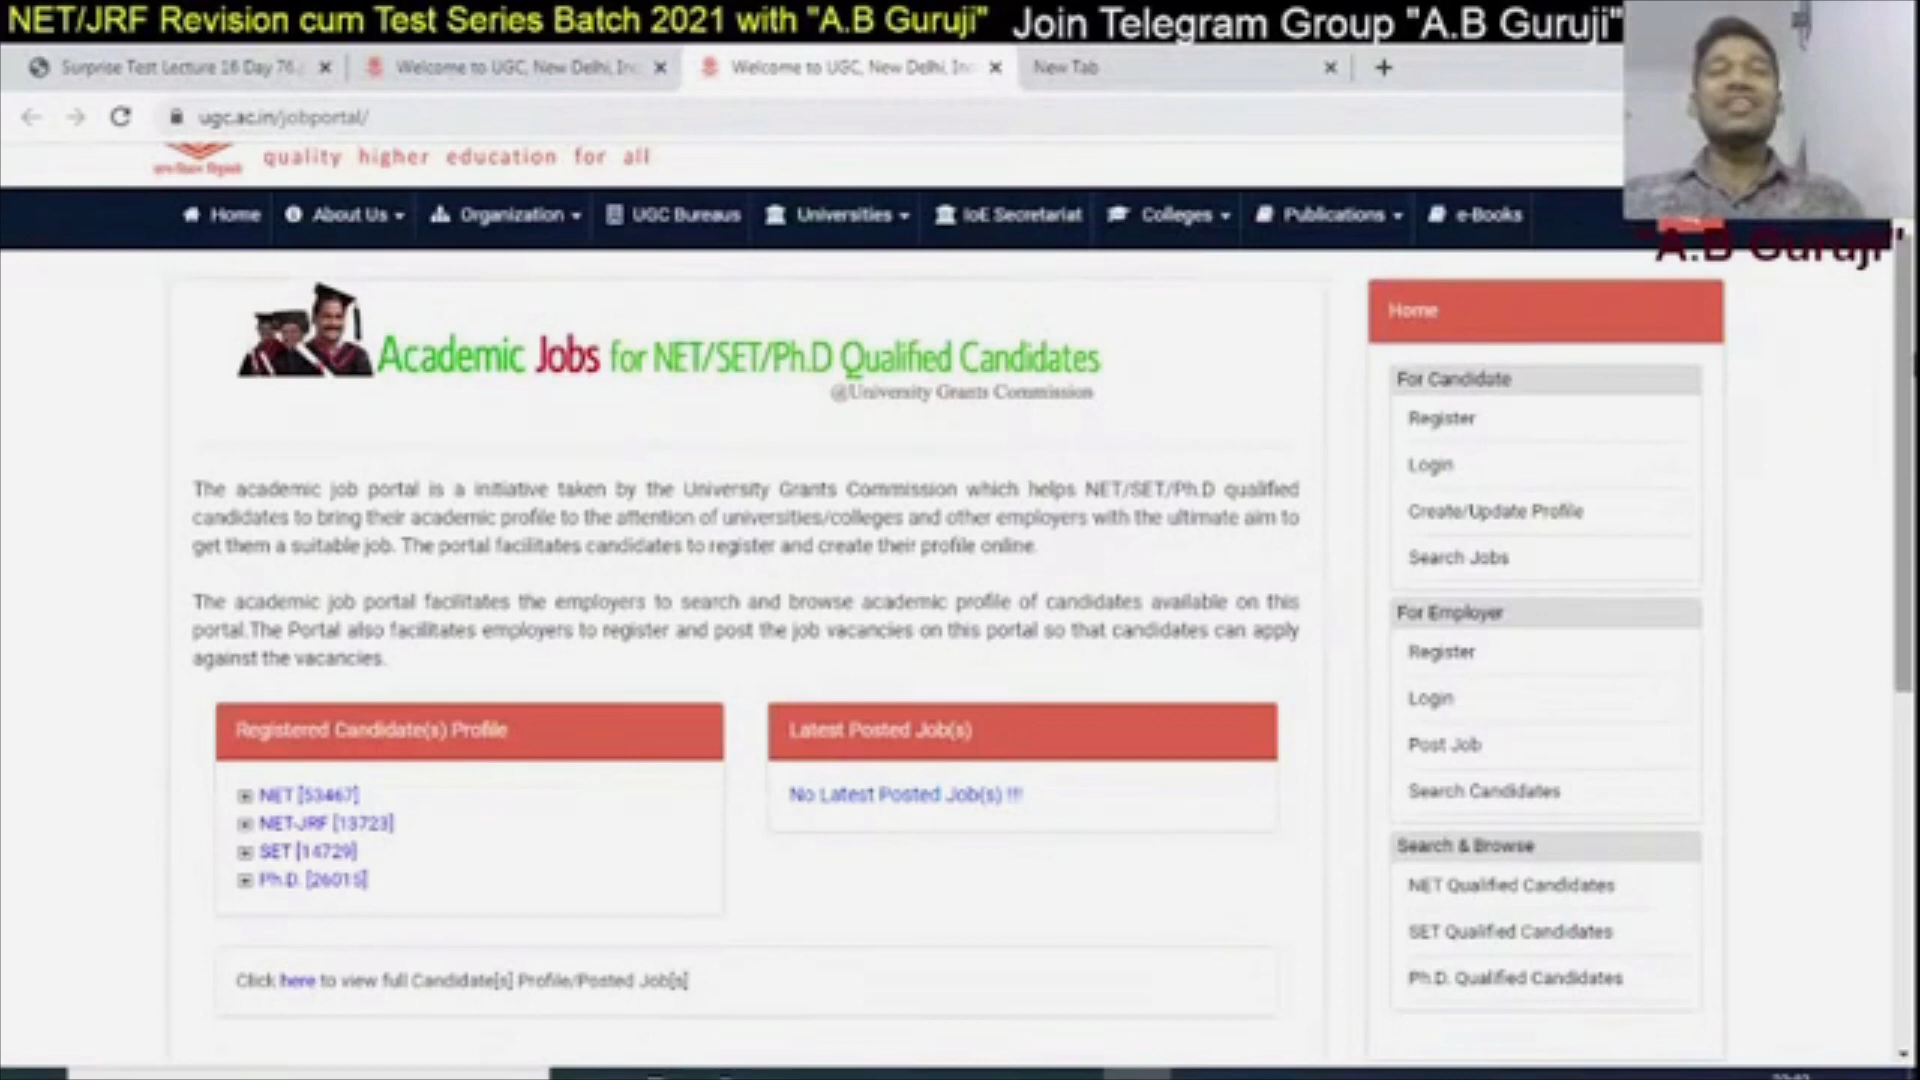 NET/JRF Revision cum Test Series Batch 2021 with "A.B Guruji" Join Telegram Group "A.B Guruji"
Surprise Test Lecture 16 Day 76 Welcome to UGC, New Delhi, In Welcome to UGC, New Delhi, In New Tab
ugc.ac.in/jobportal/
quality higher education for all
Home About Us Organization UGC Bureaus Universities IoE Secretariat Colleges Publications e-Books
"A.B Guruji"
Academic Jobs for NET/SET/Ph.D Qualified Candidates
@University Grants Commission
The academic job portal is a initiative taken by the University Grants Commission which helps NET/SET/Ph.D qualified
candidates to bring their academic profile to the attention of universities/colleges and other employers with the ultimate aim to
get them a suitable job. The portal facilitates candidates to register and create their profile online.
The academic job portal facilitates the employers to search and browse academic profile of candidates available on this
portal.The Portal also facilitates employers to register and post the job vacancies on this portal so that candidates can apply
against the vacancies.
Registered Candidate(s) Profile
NET [53467]
NET-JRF [13723]
SET [14729]
Ph.D. [26015]
Latest Posted Job(s)
No Latest Posted Job(s) !!!
Click here to view full Candidate[s] Profile/Posted Job[s]
Home
For Candidate
Register
Login
Create/Update Profile
Search Jobs
For Employer
Register
Login
Post Job
Search Candidates
Search & Browse
NET Qualified Candidates
SET Qualified Candidates
Ph.D. Qualified Candidates